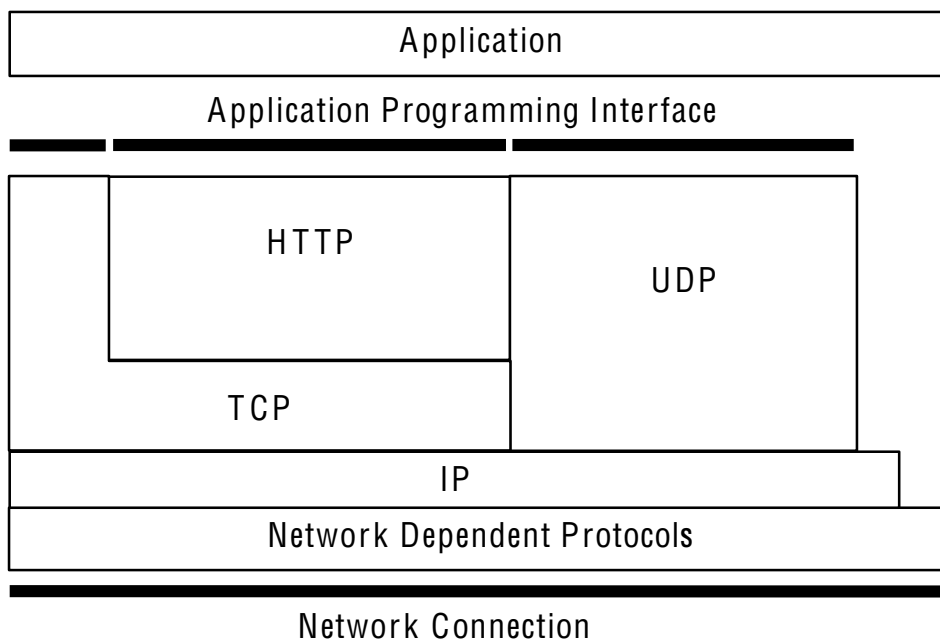 Application
Application Programming Interface
HTTP
UDP
TCP
IP
Network Dependent Protocols
Network Connection